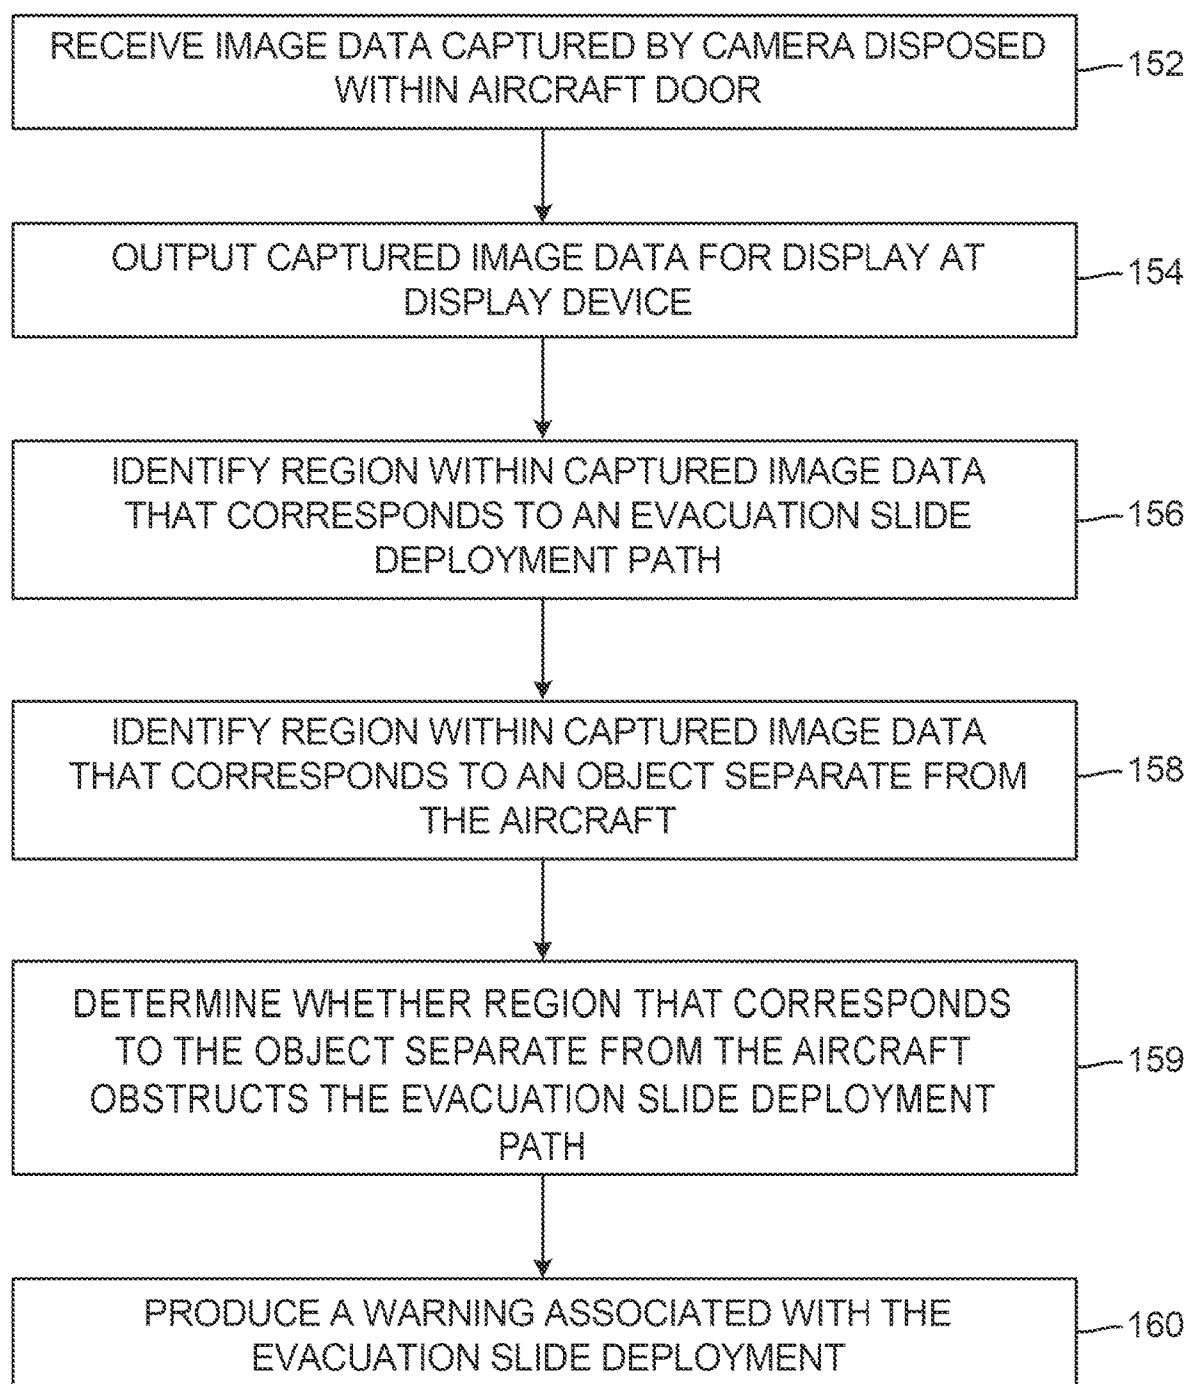 RECEIVE IMAGE DATA CAPTURED BY CAMERA DISPOSED
WITHIN AIRCRAFT DOOR
152
OUTPUT CAPTURED IMAGE DATA FOR DISPLAY AT
DISPLAY DEVICE
154
IDENTIFY REGION WITHIN CAPTURED IMAGE DATA
THAT CORRESPONDS TO AN EVACUATION SLIDE
DEPLOYMENT PATH
156
IDENTIFY REGION WITHIN CAPTURED IMAGE DATA
THAT CORRESPONDS TO AN OBJECT SEPARATE FROM
THE AIRCRAFT
158
DETERMINE WHETHER REGION THAT CORRESPONDS
TO THE OBJECT SEPARATE FROM THE AIRCRAFT
OBSTRUCTS THE EVACUATION SLIDE DEPLOYMENT
PATH
159
PRODUCE A WARNING ASSOCIATED WITH THE
EVACUATION SLIDE DEPLOYMENT
160